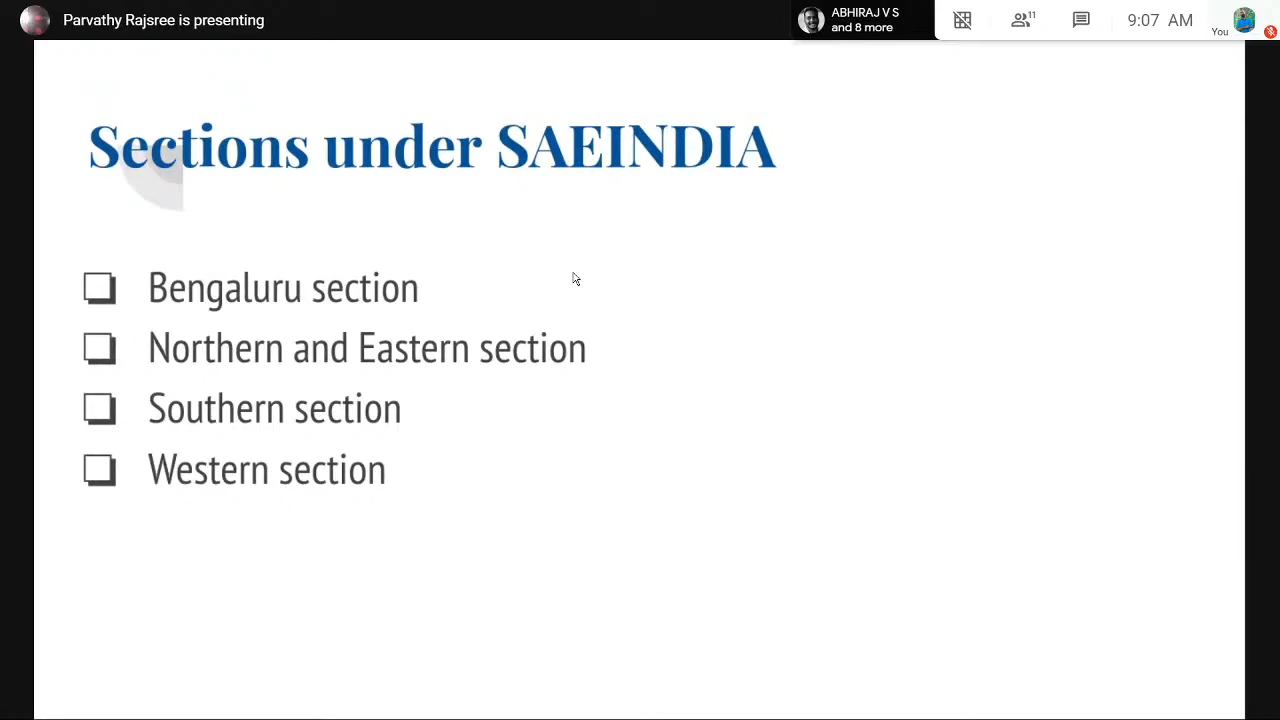 Parvathy Rajsree is presenting
ABHIRAJ V S
and 8 more
11
9:07 AM
You
Sections under SAEINDIA
❏ Bengaluru section
❏ Northern and Eastern section
❏ Southern section
❏ Western section